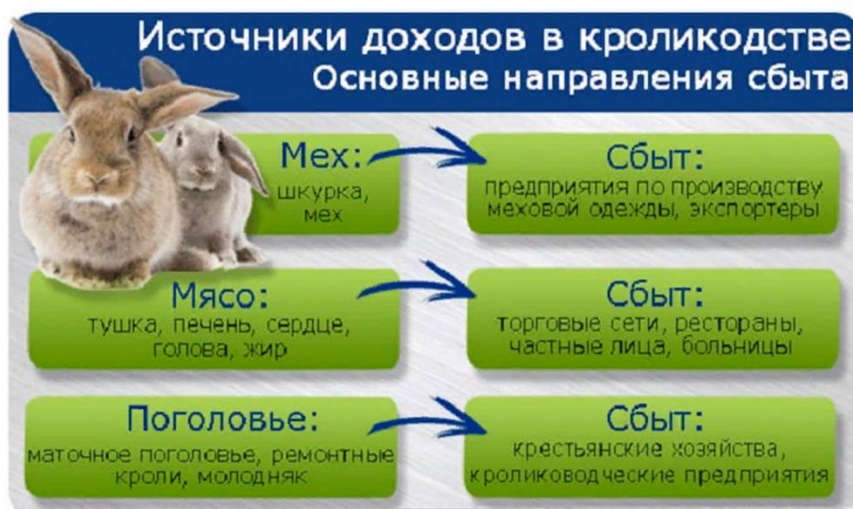 Источники доходов в кроликодстве
Основные направления сбыта
Мех:
шкурка,
мех
Сбыт:
предприятия по производству
меховой одежды, экспортеры
Мясо:
тушка, печень, сердце,
голова, жир
Сбыт:
торговые сети, рестораны,
частные лица, больницы
Поголовье:
маточное поголовье, ремонтные
кроли, молодняк
Сбыт:
крестьянские хозяйства,
кролиководческие предприятия